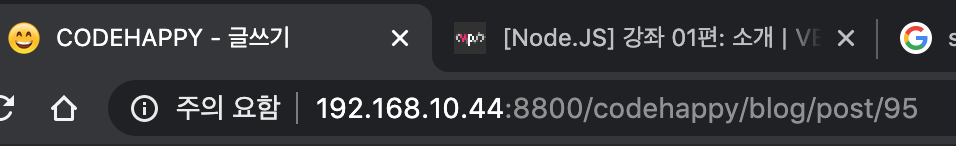 CODEHAPPY - 글쓰기
[Node.JS] 강좌 01편: 소개 | VE
주의 요함
192.168.10.44:8800/codehappy/blog/post/95